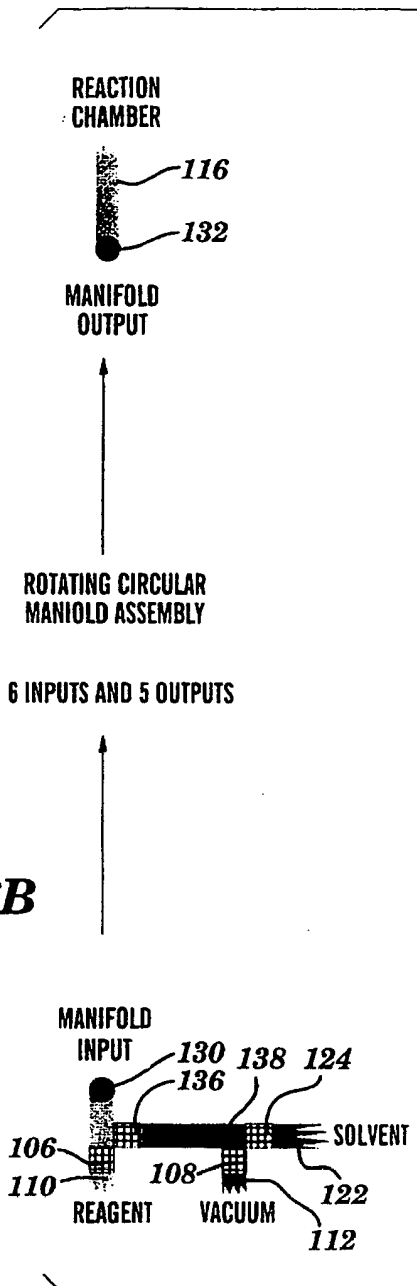 REACTION
CHAMBER
116
132
MANIFOLD
OUTPUT
ROTATING CIRCULAR
MANIOLD ASSEMBLY
6 INPUTS AND 5 OUTPUTS
B
MANIFOLD
INPUT
130
138
124
136
SOLVENT
106
108
122
110
REAGENT
VACUUM
112